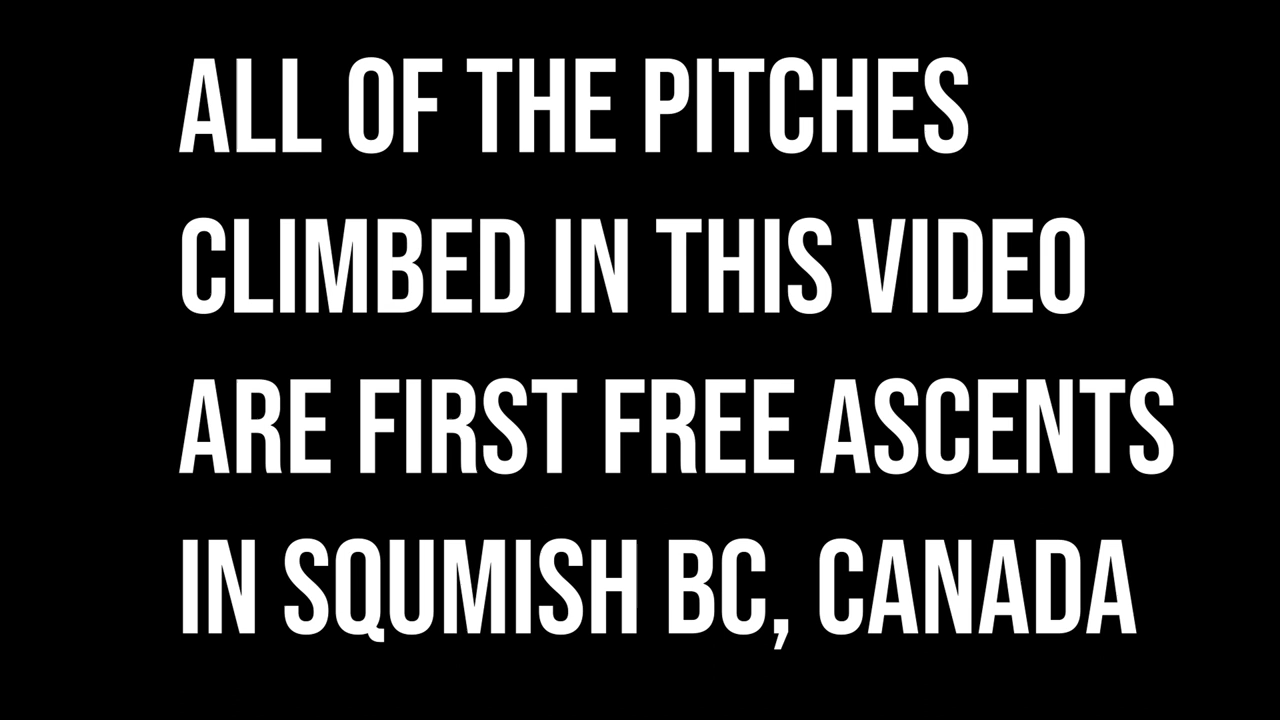 ALL OF THE PITCHES
CLIMBED IN THIS VIDEO
ARE FIRST FREE ASCENTS
IN SQUMISH BC, CANADA